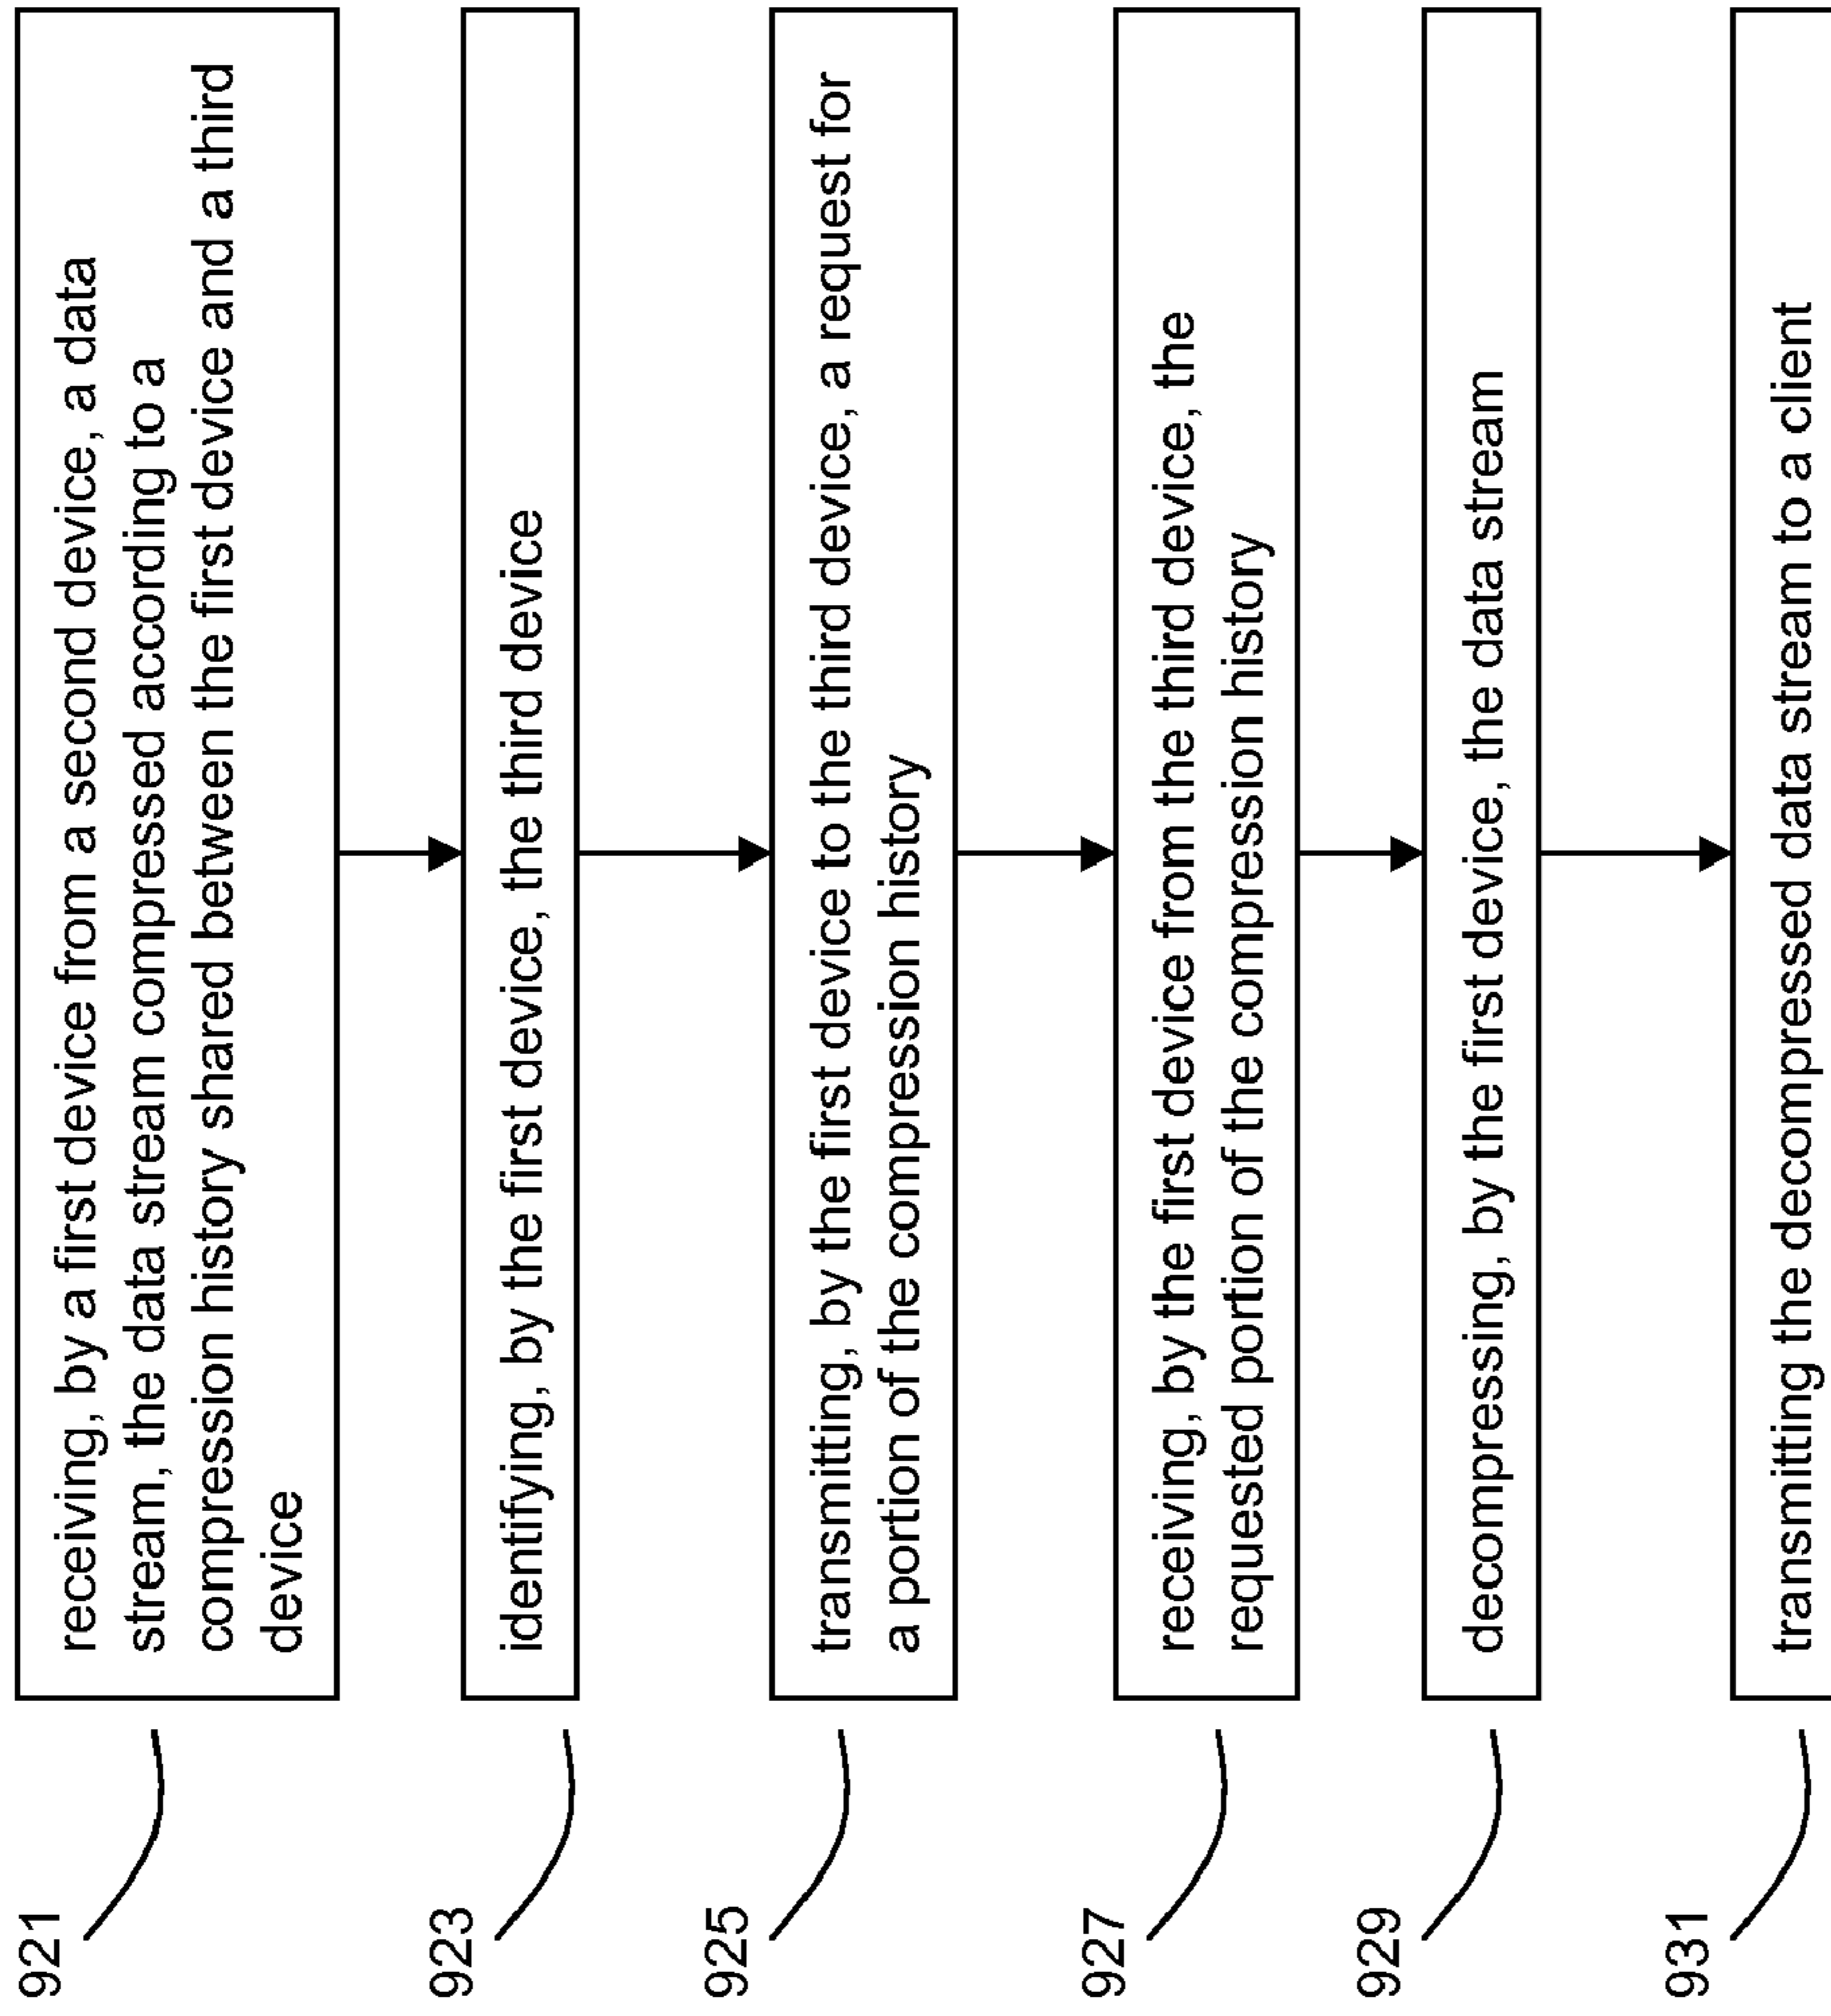 921
receiving, by a first device from a second device, a data
stream, the data stream compressed according to a
compression history shared between the first device and a third
device
923
identifying, by the first device, the third device
925
transmitting, by the first device to the third device, a request for
a portion of the compression history
927
receiving, by the first device from the third device, the
requested portion of the compression history
929
decompressing, by the first device, the data stream
931
transmitting the decompressed data stream to a client